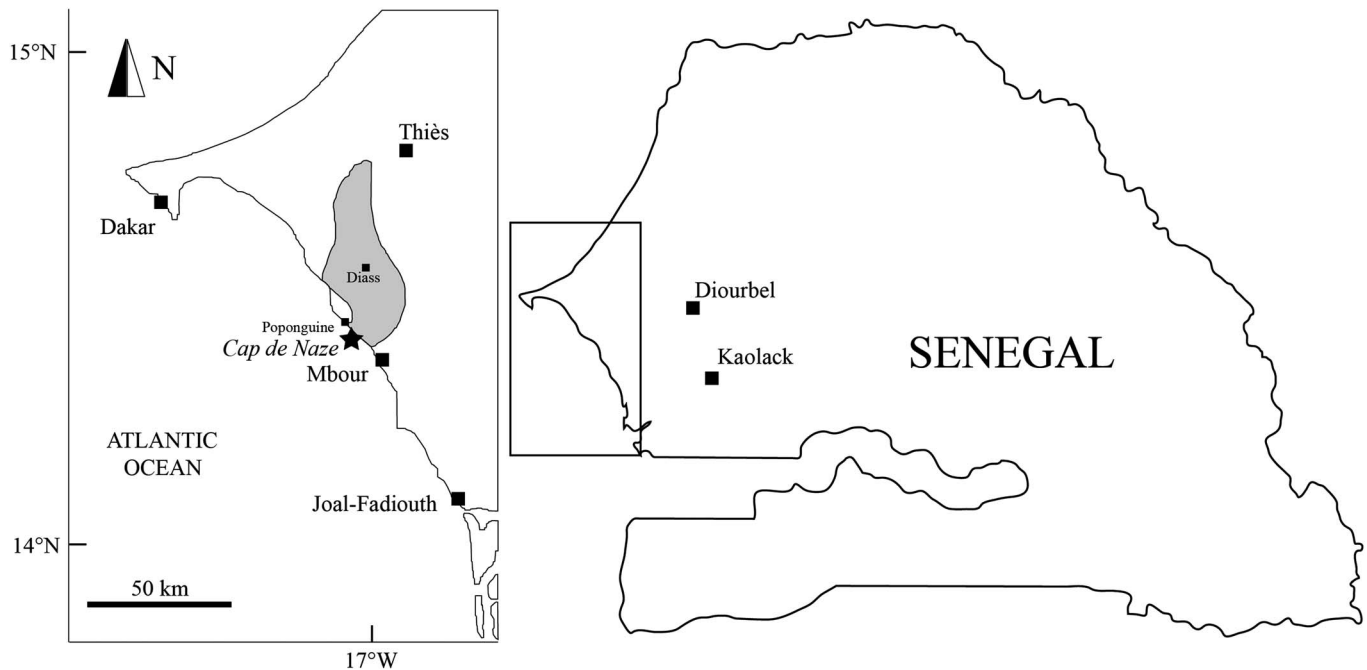 15°N
N
Thiès
Dakar
Diass
Poponguine
Cap de Naze
Mbour
ATLANTIC
OCEAN
Joal-Fadiouth
14°N
50 km
17°W
Diourbel
Kaolack
SENEGAL